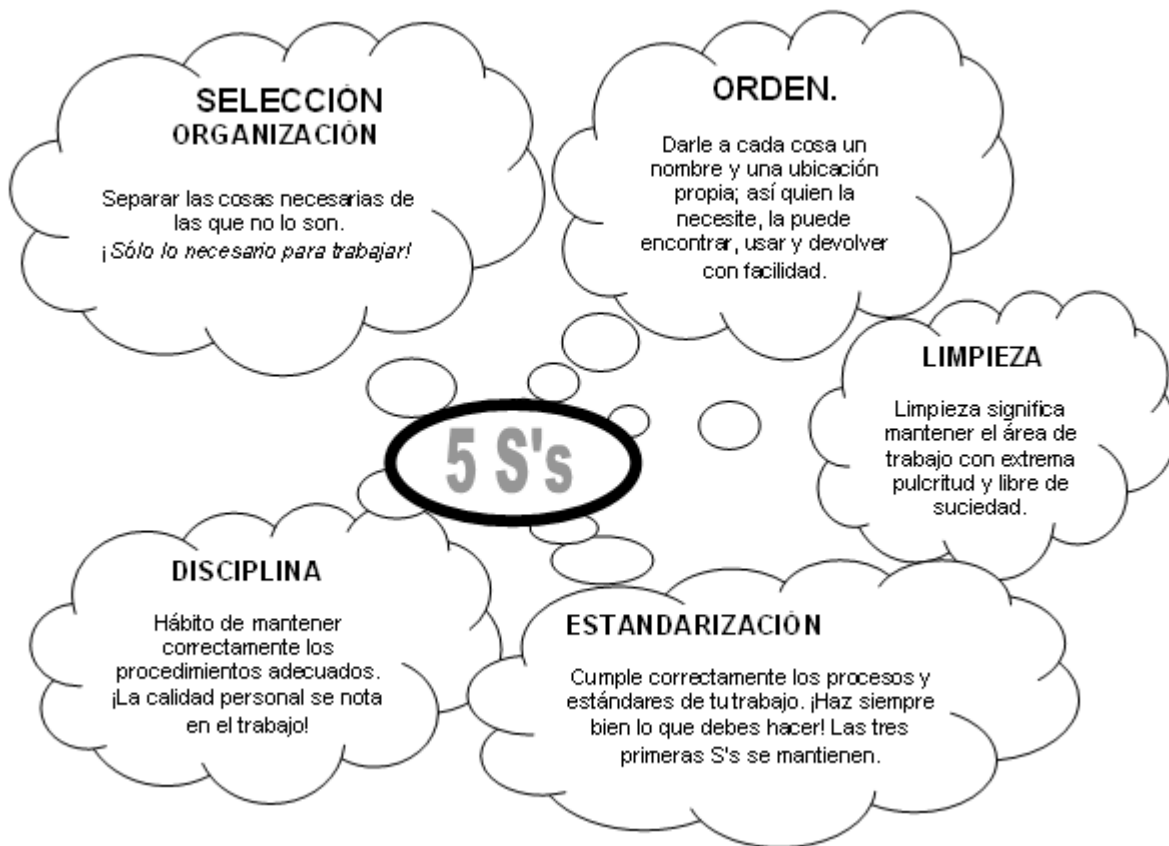 SELECCIÓN
ORGANIZACIÓN
Separar las cosas necesarias de
las que no lo son.
¡Sólo lo necesario para trabajar!
ORDEN.
Darle a cada cosa un
nombre y una ubicación
propia; así quien la
necesite, la puede
encontrar, usar y devolver
con facilidad.
LIMPIEZA
Limpieza significa
mantener el área de
trabajo con extrema
pulcritud y libre de
suciedad.
5 S's
DISCIPLINA
Hábito de mantener
correctamente los
procedimientos adecuados.
¡La calidad personal se nota
en el trabajo!
ESTANDARIZACIÓN
Cumple correctamente los procesos y
estándares de tu trabajo. ¡Haz siempre
bien lo que debes hacer! Las tres
primeras S's se mantienen.